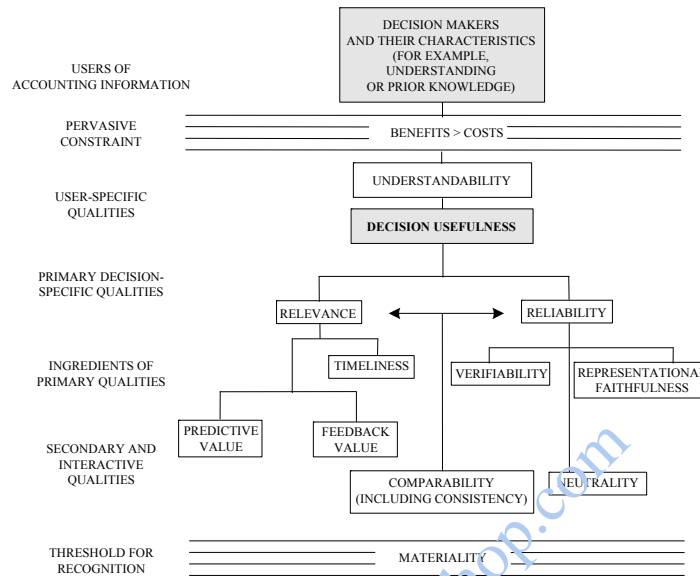 DECISION MAKERS
AND THEIR CHARACTERISTICS
(FOR EXAMPLE,
UNDERSTANDING
OR PRIOR KNOWLEDGE)
USERS OF
ACCOUNTING INFORMATION
PERVASIVE
CONSTRAINT
BENEFITS > COSTS
UNDERSTANDABILITY
USER-SPECIFIC
QUALITIES
DECISION USEFULNESS
PRIMARY DECISION-
SPECIFIC QUALITIES
RELEVANCE
RELIABILITY
INGREDIENTS OF
PRIMARY QUALITIES
TIMELINESS
VERIFIABILITY
REPRESENTATIONA
FAITHFULNESS
PREDICTIVE
VALUE
FEEDBACK
VALUE
SECONDARY AND
INTERACTIVE
QUALITIES
COMPARABILITY
(INCLUDING CONSISTENCY)
NEUTRALITY
THRESHOLD FOR
RECOGNITION
MATERIALITY